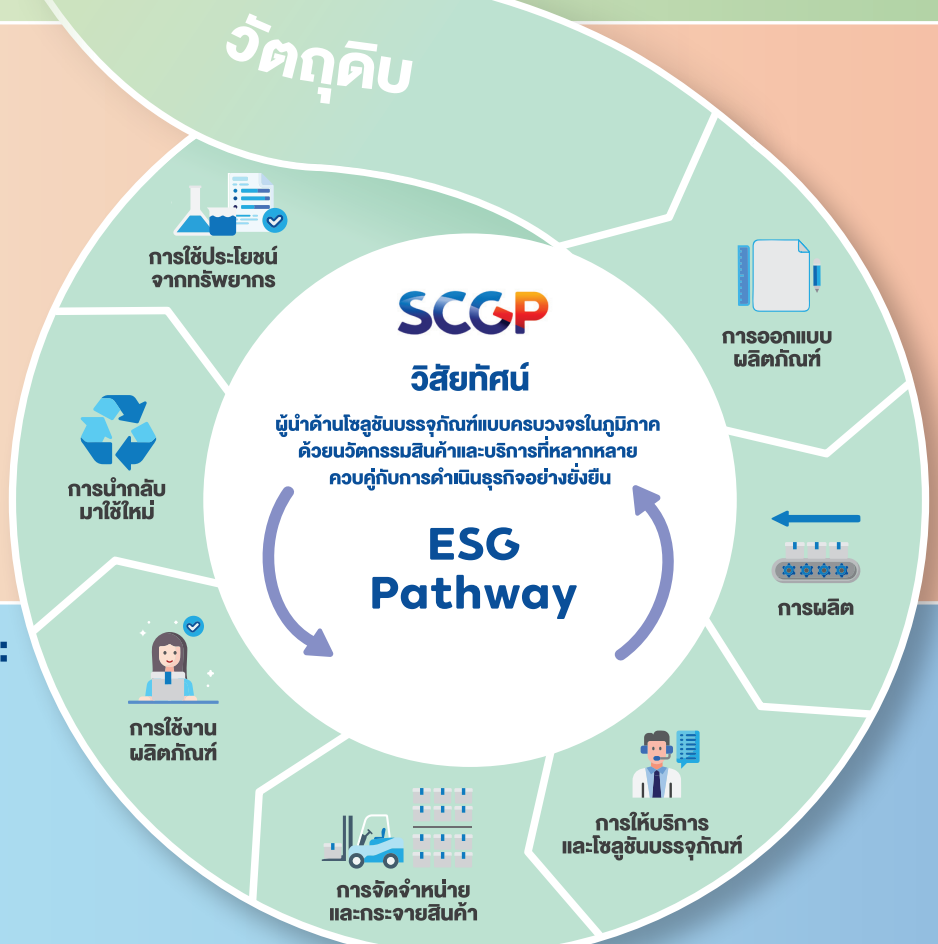 วัตถุดิบ
การใช้ประโยชน์
จากทรัพยากร
การออกแบบ
ผลิตภัณฑ์
SCGP
วิสัยทัศน์
ผู้นำด้านโซลูชันบรรจุภัณฑ์แบบครบวงจรในภูมิภาค
ด้วยนวัตกรรมสินค้าและบริการที่หลากหลาย
ควบคู่กับการดำเนินธุรกิจอย่างยั่งยืน
ESG
Pathway
การนำกลับ
มาใช้ใหม่
การผลิต
:
การใช้งาน
ผลิตภัณฑ์
การให้บริการ
และโซลูชันบรรจุภัณฑ์
การจัดจำหน่าย
และกระจายสินค้า